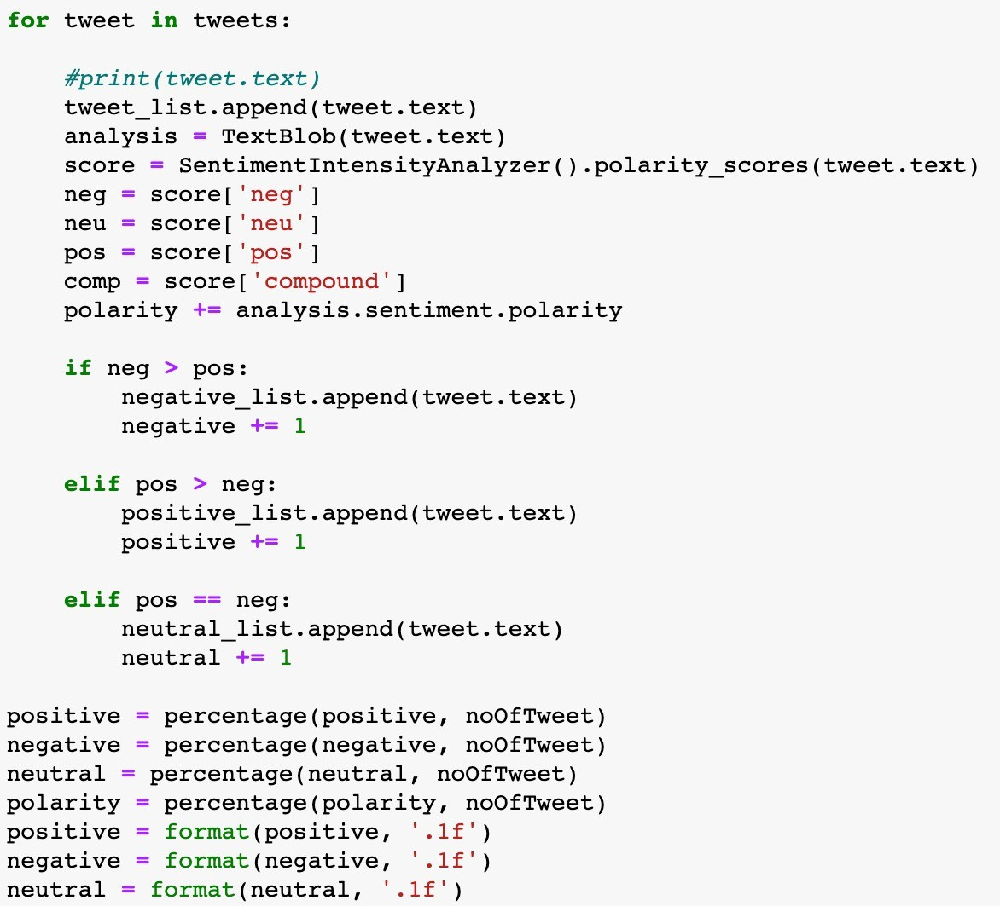 for tweet in tweets:
#print(tweet.text)
tweet_list.append(tweet.text)
analysis = TextBlob(tweet.text)
score = SentimentIntensityAnalyzer().polarity_scores(tweet.text)
neg = score['neg']
neu = score['neu']
pos = score['pos']
comp = score['compound']
polarity += analysis.sentiment.polarity
if neg > pos:
negative_list.append(tweet.text)
negative += 1
elif pos > neg:
positive_list.append(tweet.text)
positive += 1
elif pos == neg:
neutral_list.append(tweet.text)
neutral += 1
positive = percentage(positive, noOfTweet)
negative = percentage(negative, noOfTweet)
neutral = percentage(neutral, noOfTweet)
polarity = percentage(polarity, noOfTweet)
positive = format(positive, '.1f')
negative = format(negative, '.1f')
neutral = format(neutral, '.1f')